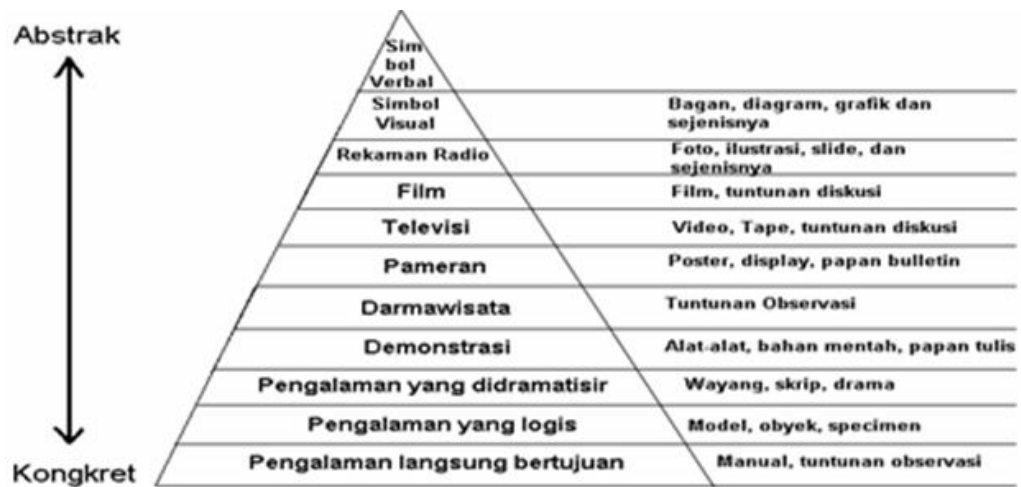 Abstrak
Sim
bol
Verbal
Simbol
Visual
Bagan, diagram, grafik dan
sejenisnya
Rekaman Radio
Foto, ilustrasi, slide, dan
sejenisnya
Film
Film, tuntunan diskusi
Televisi
Video, Tape, tuntunan diskusi
Pameran
Poster, display, papan bulletin
Darmawisata
Tuntunan Observasi
Demonstrasi
Alat-alat, bahan mentah, papan tulis
Pengalaman yang didramatisir
Wayang, skrip, drama
Pengalaman yang logis
Model, obyek, specimen
Kongkret
Pengalaman langsung bertujuan
Manual, tuntunan observasi